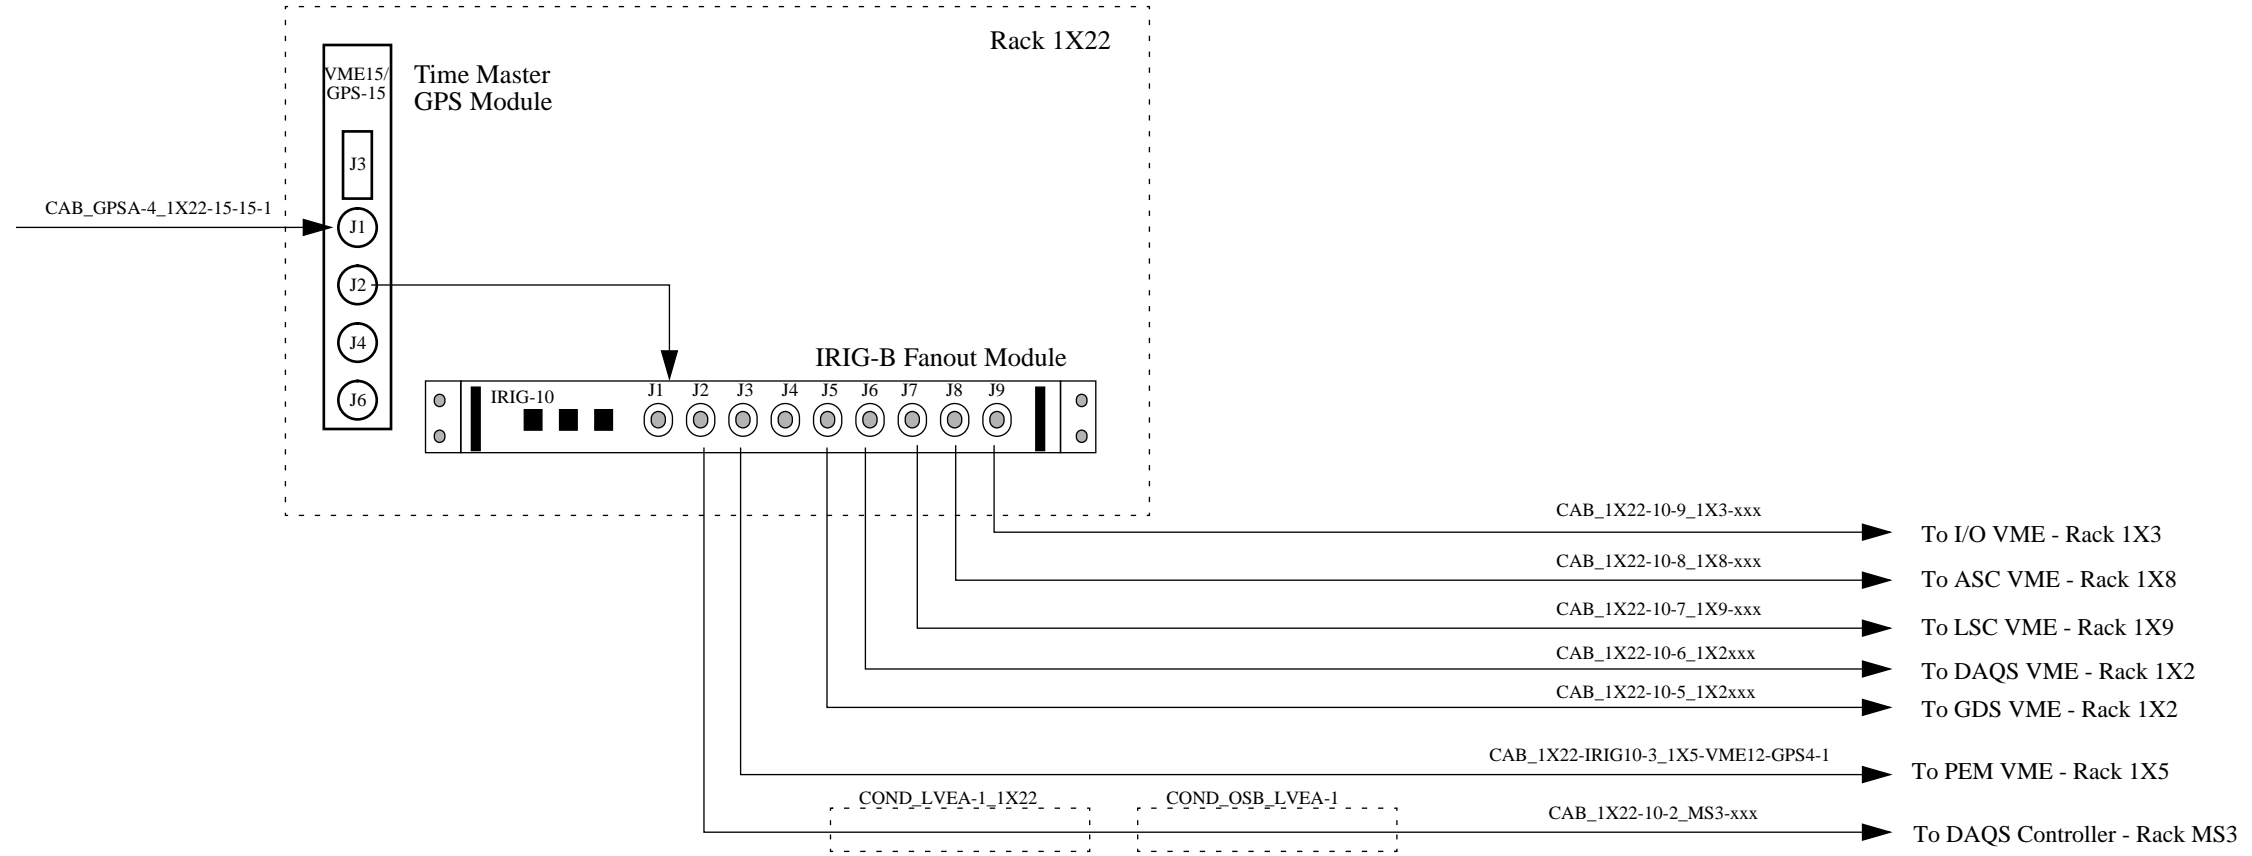 Rack 1X22
VME15/
GPS-15
Time Master
GPS Module
J3
CAB_GPSA-4_1X22-15-15-1
J1
J2
J4
J6
IRIG-B Fanout Module
IRIG-10
J1 J2 J3 J4 J5 J6 J7 J8 J9
CAB_1X22-10-9_1X3-xxx
To I/O VME - Rack 1X3
CAB_1X22-10-8_1X8-xxx
To ASC VME - Rack 1X8
CAB_1X22-10-7_1X9-xxx
To LSC VME - Rack 1X9
CAB_1X22-10-6_1X2xxx
To DAQS VME - Rack 1X2
CAB_1X22-10-5_1X2xxx
To GDS VME - Rack 1X2
CAB_1X22-IRIG10-3_1X5-VME12-GPS4-1
To PEM VME - Rack 1X5
COND_LVEA-1_1X22
COND_OSB_LVEA-1
CAB_1X22-10-2_MS3-xxx
To DAQS Controller - Rack MS3